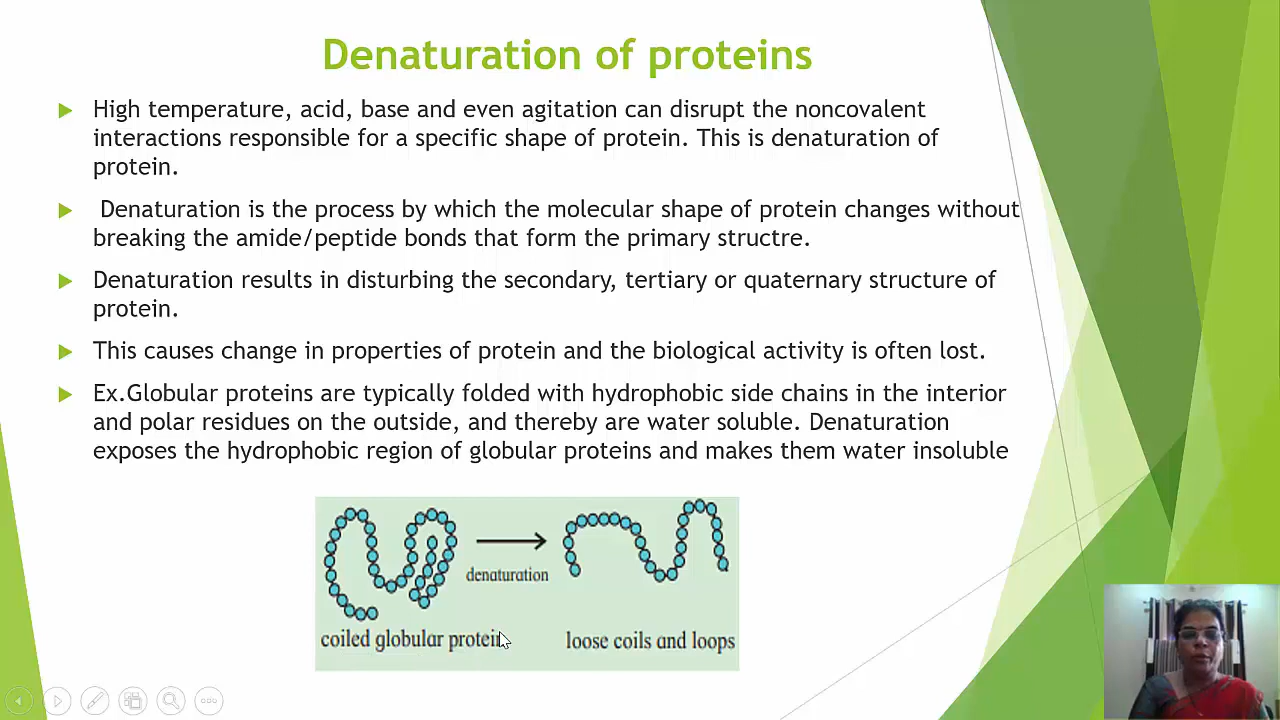 Denaturation of proteins
High temperature, acid, base and even agitation can disrupt the noncovalent
interactions responsible for a specific shape of protein. This is denaturation of
protein.
Denaturation is the process by which the molecular shape of protein changes without
breaking the amide/peptide bonds that form the primary structre.
Denaturation results in disturbing the secondary, tertiary or quaternary structure of
protein.
This causes change in properties of protein and the biological activity is often lost.
Ex.Globular proteins are typically folded with hydrophobic side chains in the interior
and polar residues on the outside, and thereby are water soluble. Denaturation
exposes the hydrophobic region of globular proteins and makes them water insoluble
denaturation
coiled globular protein
loose coils and loops